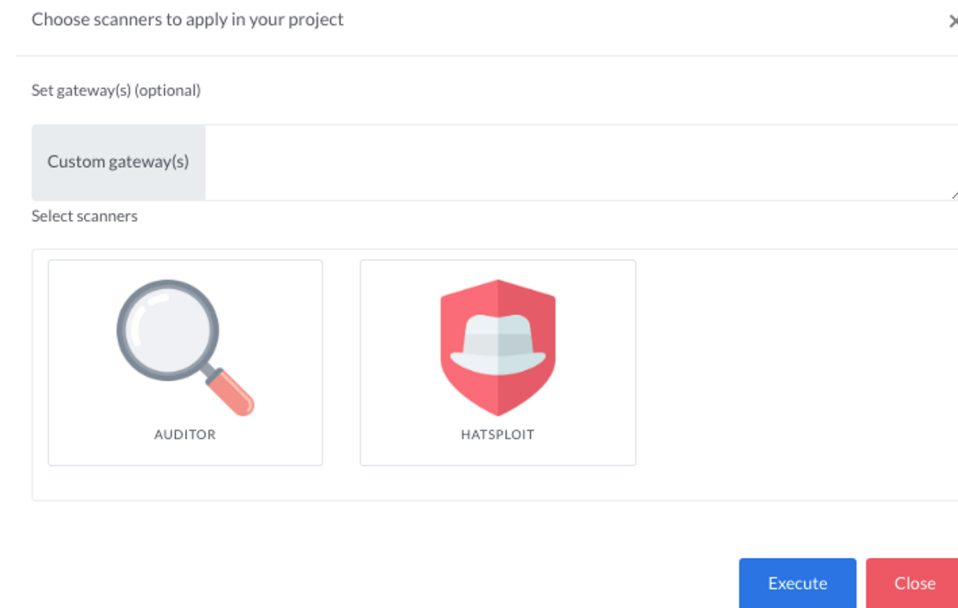 Choose scanners to apply in your project
×
Set gateway(s) (optional)
Custom gateway(s)
Select scanners
AUDITOR
HATSPLOIT
Execute
Close